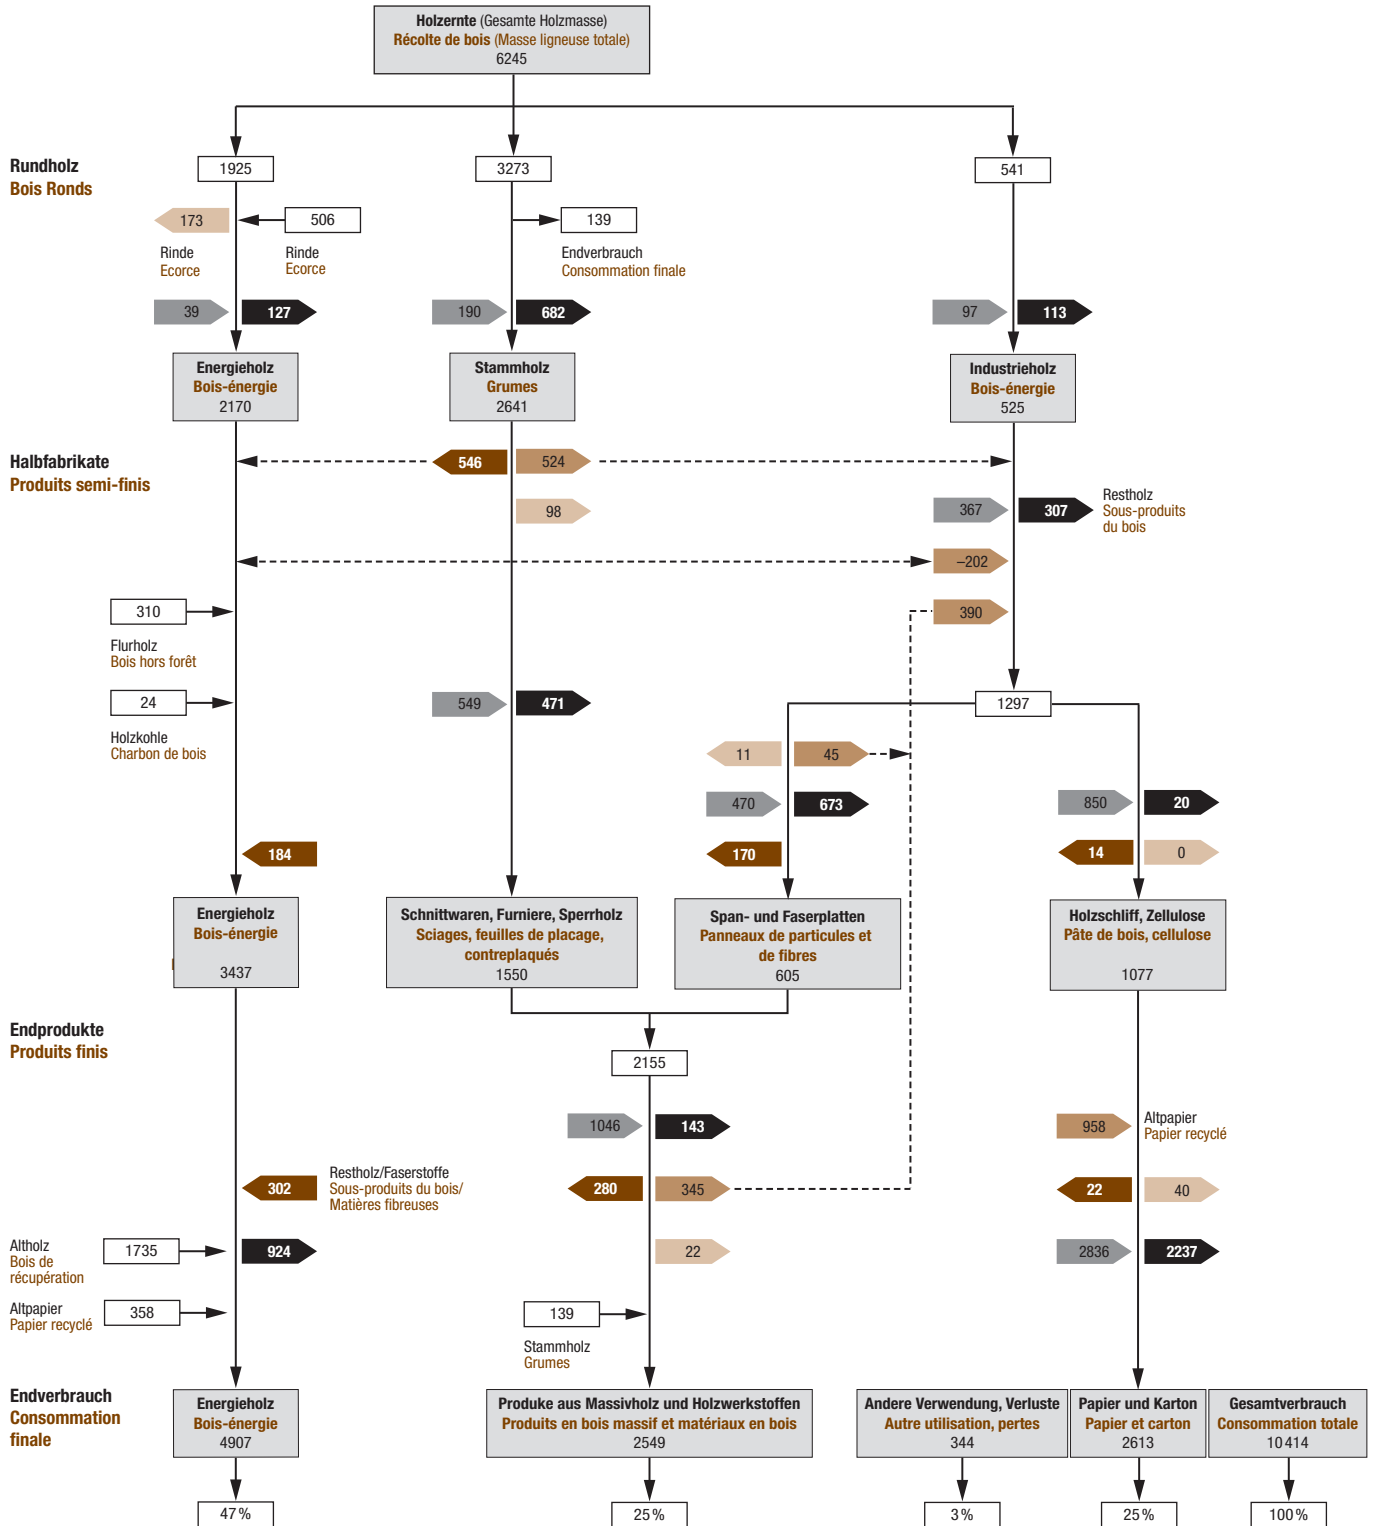 Holzernte (Gesamte Holzmasse)
Récolte de bois (Masse ligneuse totale)
6245
Rundholz
Bois Ronds
1925
3273
541
173
506
139
Rinde
Ecorce
Rinde
Ecorce
Endverbrauch
Consommation finale
39
127
190
682
97
113
Energieholz
Bois-énergie
2170
Stammholz
Grumes
2641
Industrieholz
Bois-énergie
525
Halbfabrikate
Produits semi-finis
546
524
98
367
307
Restholz
Sous-produits
du bois
–202
310
390
Flurholz
Bois hors forêt
24
549
471
1297
Holzkohle
Charbon de bois
11
45
470
673
850
20
184
170
14
0
Energieholz
Bois-énergie
3437
Schnittwaren, Furniere, Sperrholz
Sciages, feuilles de placage,
contreplaqués
1550
Span- und Faserplatten
Panneaux de particules et
de fibres
605
Holzschliff, Zellulose
Pâte de bois, cellulose
1077
Endprodukte
Produits finis
2155
1046
143
958
Altpapier
Papier recyclé
302
Restholz/Faserstoffe
Sous-produits du bois/
Matières fibreuses
280
345
22
40
Altholz
Bois de
récupération
1735
924
22
2836
2237
Altpapier
Papier recyclé
358
139
Stammholz
Grumes
Endverbrauch
Consommation
finale
Energieholz
Bois-énergie
4907
Produke aus Massivholz und Holzwerkstoffen
Produits en bois massif et matériaux en bois
2549
Andere Verwendung, Verluste
Autre utilisation, pertes
344
Papier und Karton
Papier et carton
2613
Gesamtverbrauch
Consommation totale
10 414
47 %
25 %
3 %
25 %
100 %